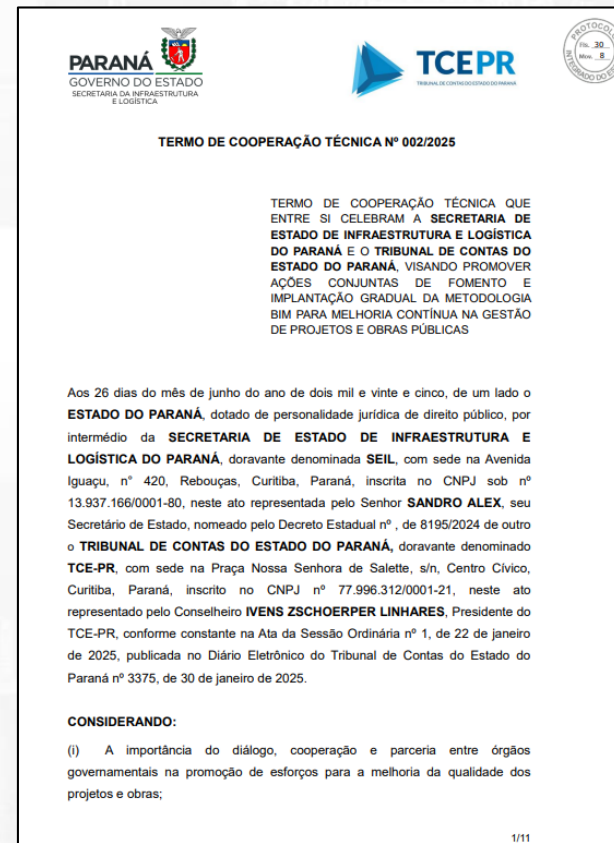 PARANÁ
GOVERNO DO ESTADO
SECRETARIA DA INFRAESTRUTURA
E LOGÍSTICA
TCEPR
TRIBUNAL DE CONTAS DO ESTADO DO PARANÁ
PROTOCOLO
Fls. 30
Mov. 8
INTEGRADO DO
TERMO DE COOPERAÇÃO TÉCNICA Nº 002/2025
TERMO DE COOPERAÇÃO TÉCNICA QUE
ENTRE SI CELEBRAM A SECRETARIA DE
ESTADO DE INFRAESTRUTURA E LOGÍSTICA
DO PARANÁ E O TRIBUNAL DE CONTAS DO
ESTADO DO PARANÁ, VISANDO PROMOVER
AÇÕES CONJUNTAS DE FOMENTO E
IMPLANTAÇÃO GRADUAL DA METODOLOGIA
BIM PARA MELHORIA CONTÍNUA NA GESTÃO
DE PROJETOS E OBRAS PÚBLICAS
Aos 26 dias do mês de junho do ano de dois mil e vinte e cinco, de um lado o
ESTADO DO PARANÁ, dotado de personalidade jurídica de direito público, por
intermédio da SECRETARIA DE ESTADO DE INFRAESTRUTURA E
LOGÍSTICA DO PARANÁ, doravante denominada SEIL, com sede na Avenida
Iguaçu, n° 420, Rebouças, Curitiba, Paraná, inscrita no CNPJ sob nº
13.937.166/0001-80, neste ato representada pelo Senhor SANDRO ALEX, seu
Secretário de Estado, nomeado pelo Decreto Estadual nº , de 8195/2024 de outro
o TRIBUNAL DE CONTAS DO ESTADO DO PARANÁ, doravante denominado
TCE-PR, com sede na Praça Nossa Senhora de Salette, s/n, Centro Cívico,
Curitiba, Paraná, inscrito no CNPJ nº 77.996.312/0001-21, neste ato
representado pelo Conselheiro IVENS ZSCHOERPER LINHARES, Presidente do
TCE-PR, conforme constante na Ata da Sessão Ordinária nº 1, de 22 de janeiro
de 2025, publicada no Diário Eletrônico do Tribunal de Contas do Estado do
Paraná nº 3375, de 30 de janeiro de 2025.
CONSIDERANDO:
(i) A importância do diálogo, cooperação e parceria entre órgãos
governamentais na promoção de esforços para a melhoria da qualidade dos
projetos e obras;
1/11